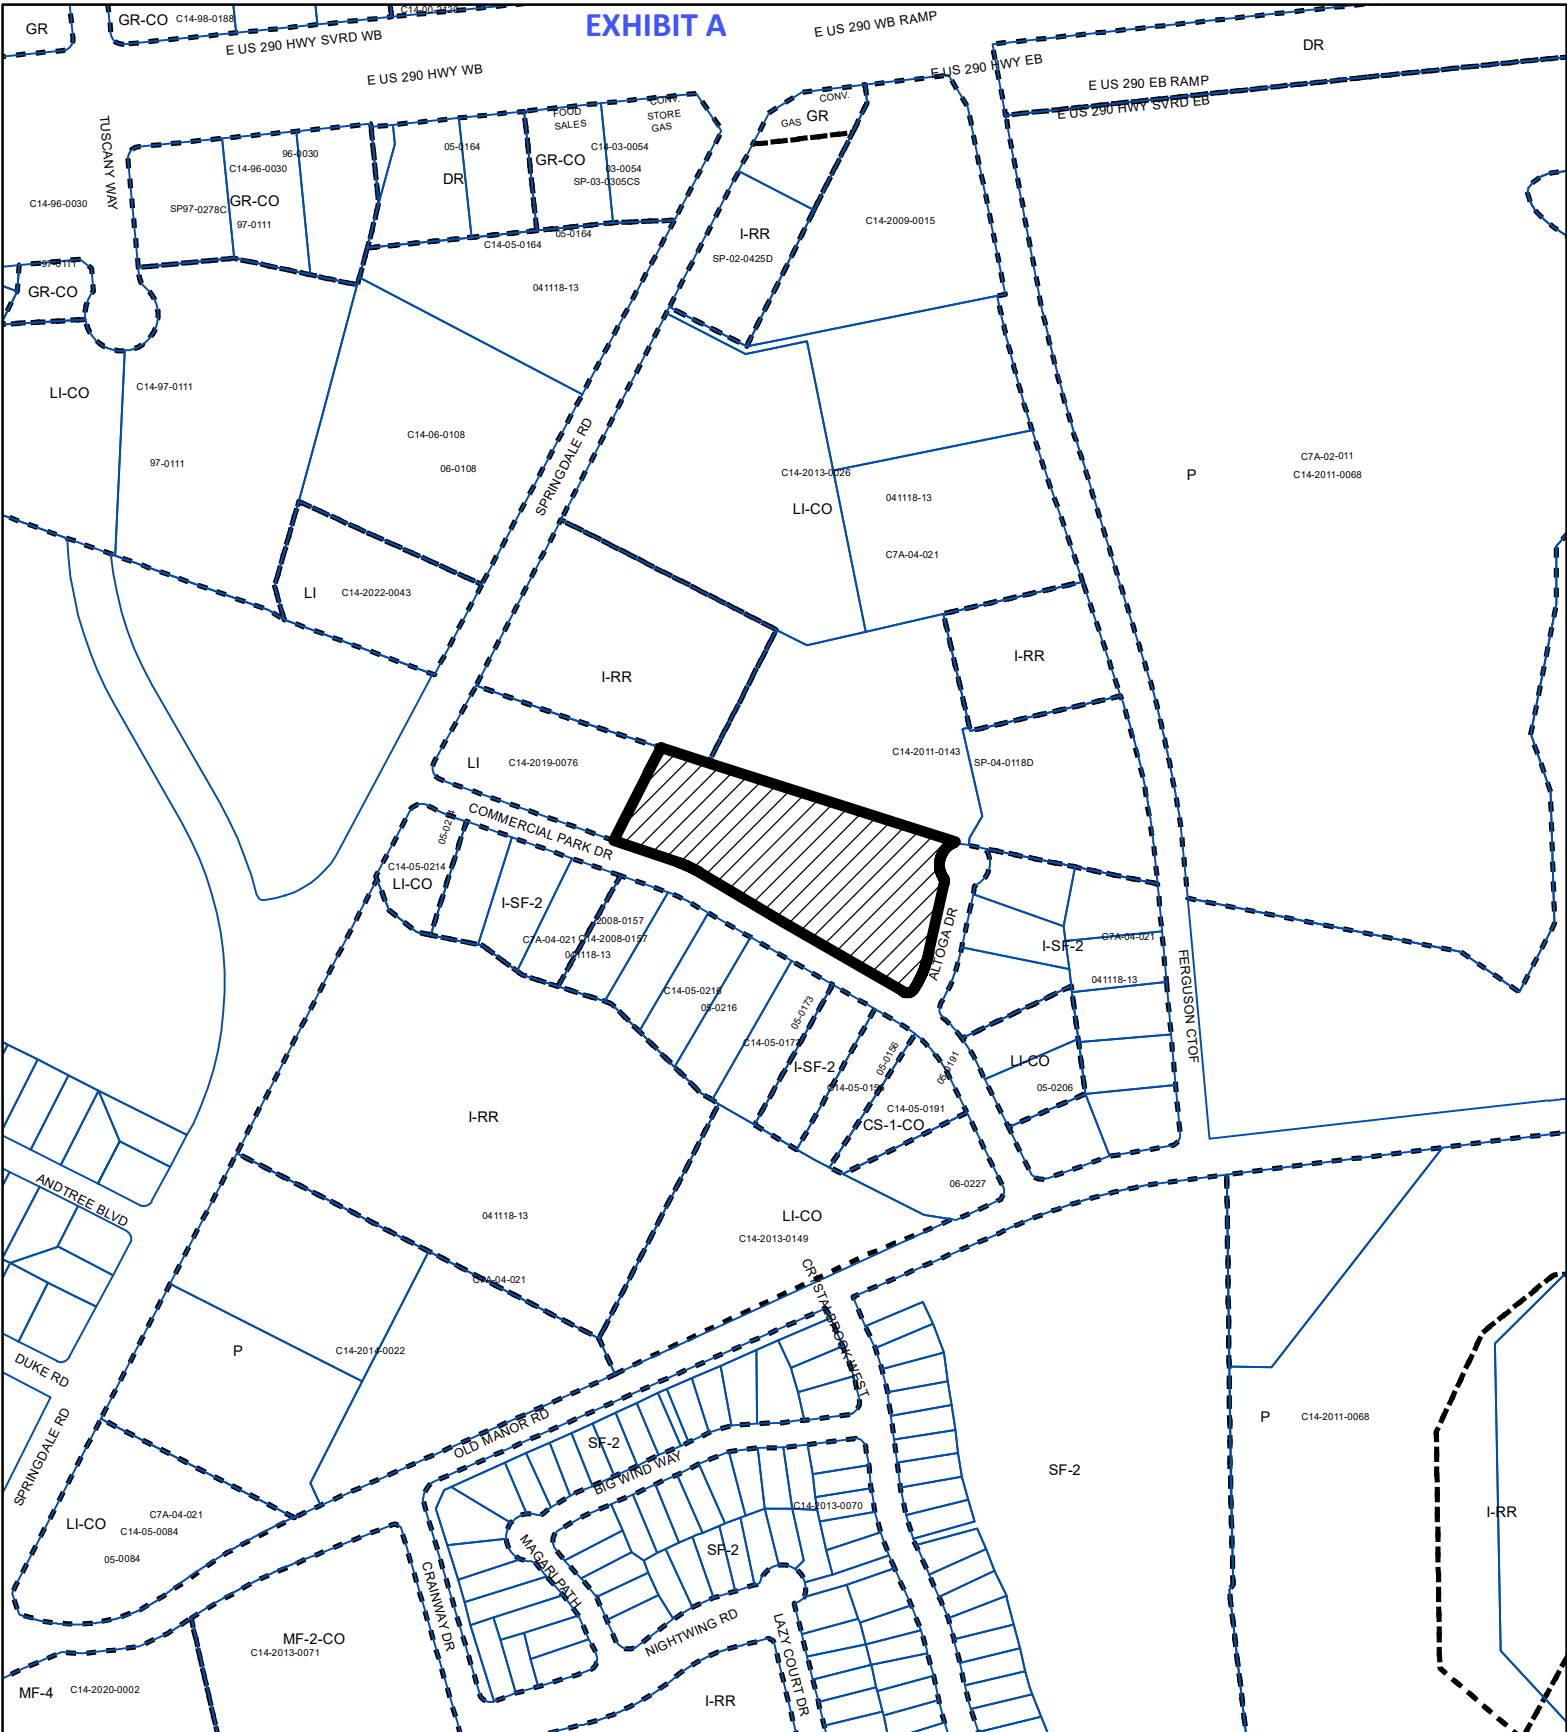 EXHIBIT A
GR
GR-CO
C14-98-0188
E US 290 HWY SVRD WB
E US 290 HWY WB
E US 290 WB RAMP
E US 290 HWY EB
DR
E US 290 EB RAMP
E US 290 HWY SVRD EB
TUSCANY WAY
FOOD
SALES
CONV.
STORE
GAS
CONV.
GAS
GR
96-0030
C14-96-0030
GR-CO
97-0111
SP97-0278C
C14-96-0030
05-0164
DR
GR-CO
C14-03-0054
03-0054
SP-03-0305CS
05-0164
C14-05-0164
I-RR
SP-02-0425D
C14-2009-0015
97-0111
GR-CO
041118-13
LI-CO
C14-97-0111
97-0111
C14-06-0108
06-0108
SPRINGDALE RD
C14-2013-0026
LI-CO
041118-13
C7A-04-021
P
C7A-02-011
C14-2011-0068
LI
C14-2022-0043
I-RR
I-RR
LI
C14-2019-0076
C14-2011-0143
SP-04-0118D
COMMERCIAL PARK DR
C14-05-0214
LI-CO
I-SF-2
2008-0157
C7A-04-021
C14-2008-0157
041118-13
ALTOGA DR
I-SF-2
C7A-04-021
041118-13
FERGUSON CTOF
C14-05-0216
05-0216
05-0173
C14-05-0173
I-SF-2
05-0156
C14-05-0156
05-0191
C14-05-0191
CS-1-CO
LI-CO
05-0206
06-0227
I-RR
041118-13
LI-CO
C14-2013-0149
C7A-04-021
ANDTREE BLVD
P
C14-2014-0022
DUKE RD
SPRINGDALE RD
CRYSTALBROOK WEST
OLD MANOR RD
SF-2
BIG WIND WAY
P
C14-2011-0068
SF-2
I-RR
LI-CO
C7A-04-021
C14-05-0084
05-0084
C14-2013-0070
SF-2
MAGARI PATH
CRAINWAY DR
NIGHTWING RD
LAZY COURT DR
MF-2-CO
C14-2013-0071
MF-4
C14-2020-0002
I-RR